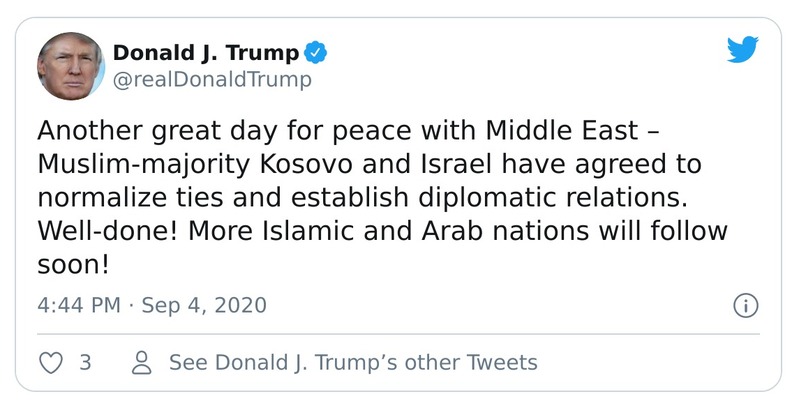 Donald J. Trump
@realDonaldTrump
Another great day for peace with Middle East –
Muslim-majority Kosovo and Israel have agreed to
normalize ties and establish diplomatic relations.
Well-done! More Islamic and Arab nations will follow
soon!
4:44 PM · Sep 4, 2020
3
See Donald J. Trump’s other Tweets